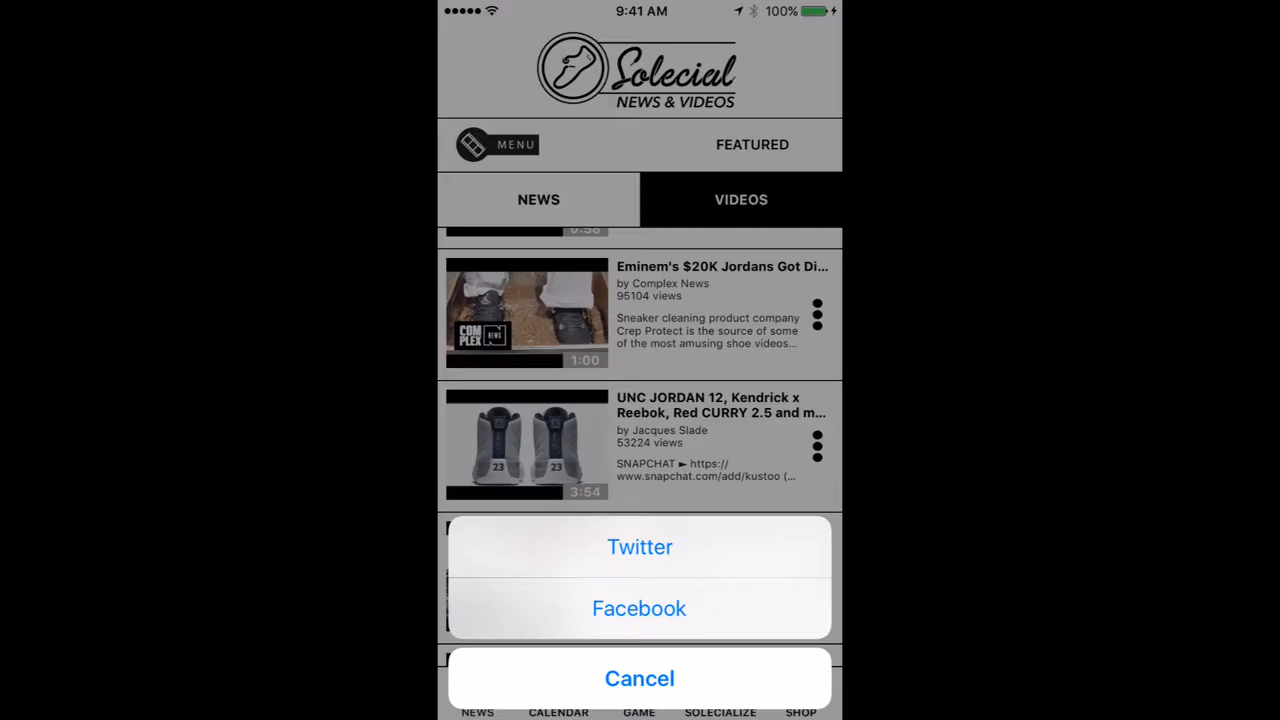 9:41 AM
100%
Solecial
NEWS & VIDEOS
MENU
FEATURED
NEWS
VIDEOS
0:58
Eminem's $20K Jordans Got Di...
by Complex News
95104 views
Sneaker cleaning product company
Crep Protect is the source of some
of the most amusing shoe videos...
COM
PLEX
NEWS
1:00
UNC JORDAN 12, Kendrick x
Reebok, Red CURRY 2.5 and m...
by Jacques Slade
53224 views
SNAPCHAT ► https://
www.snapchat.com/add/kustoo (...
23
23
3:54
Twitter
Facebook
Cancel
NEWS
CALENDAR
GAME
SOLECIALIZE
SHOP